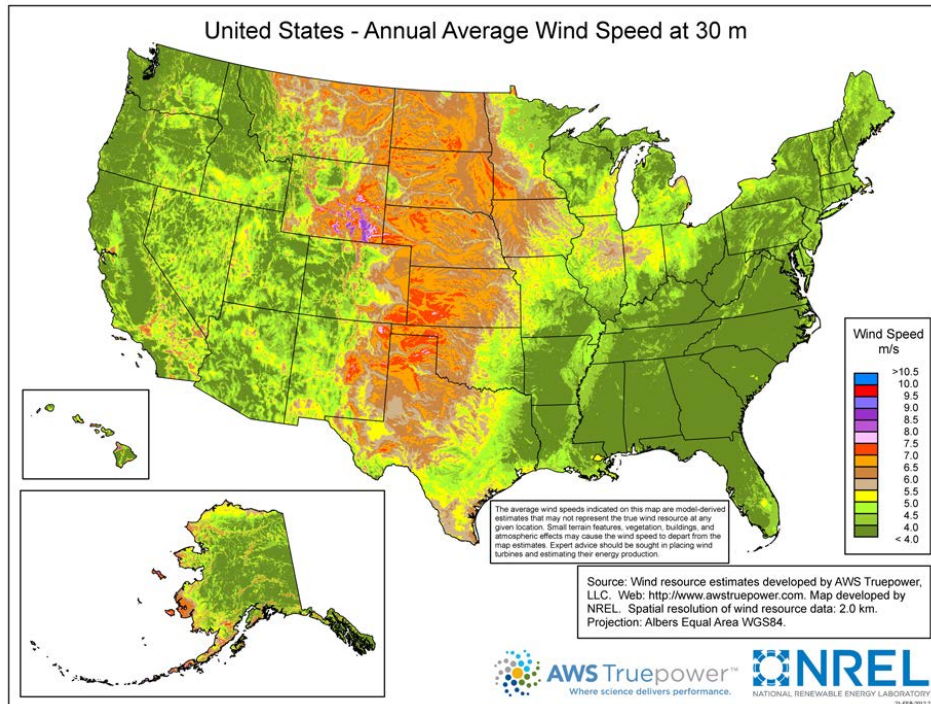 United States - Annual Average Wind Speed at 30 m
Wind Speed
m/s
>10.5
10.0
9.5
9.0
8.5
8.0
7.5
7.0
6.5
6.0
5.5
5.0
4.5
4.0
< 4.0
The average wind speeds indicated on this map are model-derived
estimates that may not represent the true wind resource at any
given location. Small terrain features, vegetation, buildings, and
atmospheric effects may cause the wind speed to depart from the
map estimates. Expert advice should be sought in placing wind
turbines and estimating their energy production.
Source: Wind resource estimates developed by AWS Truepower,
LLC. Web: http://www.awstruepower.com. Map developed by
NREL. Spatial resolution of wind resource data: 2.0 km.
Projection: Albers Equal Area WGS84.
AWS Truepower™
Where science delivers performance.
NREL
NATIONAL RENEWABLE ENERGY LABORATORY